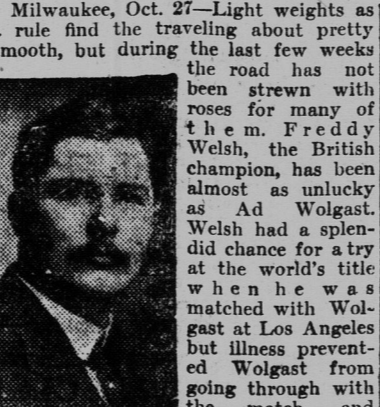 Milwaukee, Oct. 27—Light weights as
rule find the traveling about pretty
mooth, but during the last few weeks
the road has not
been strewn with
roses for many of
them. Freddy
Welsh, the British
champion, has been
almost as unlucky
as Ad Wolgast.
Welsh had a splen-
did chance for a try
at the world's title
when he was
matched with Wol-
gast at Los Angeles
but illness prevent-
ed Wolgast from
going through with
the match and